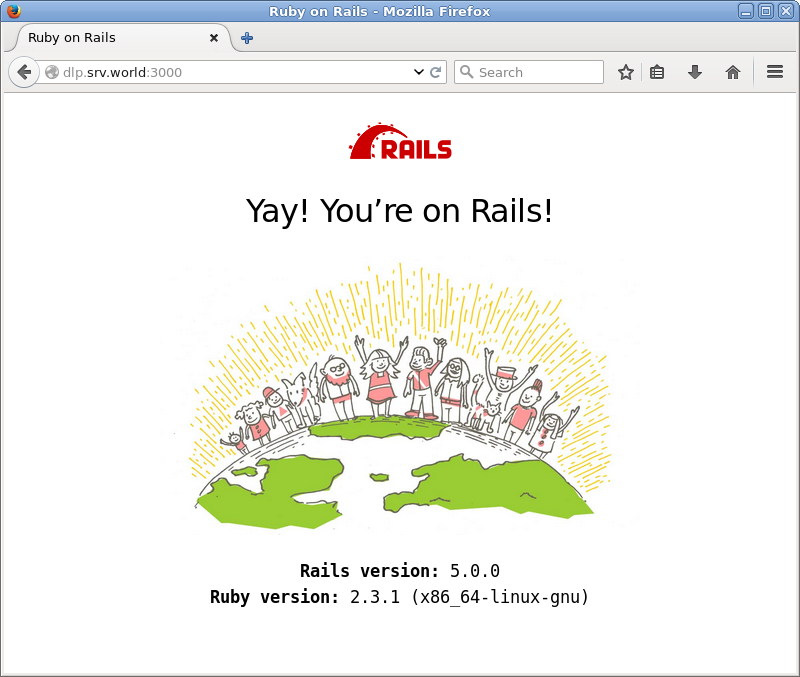 Ruby on Rails - Mozilla Firefox
Ruby on Rails
dlp.srv.world:3000
Search
RAILS
Yay! You’re on Rails!
Rails version: 5.0.0
Ruby version: 2.3.1 (x86_64-linux-gnu)